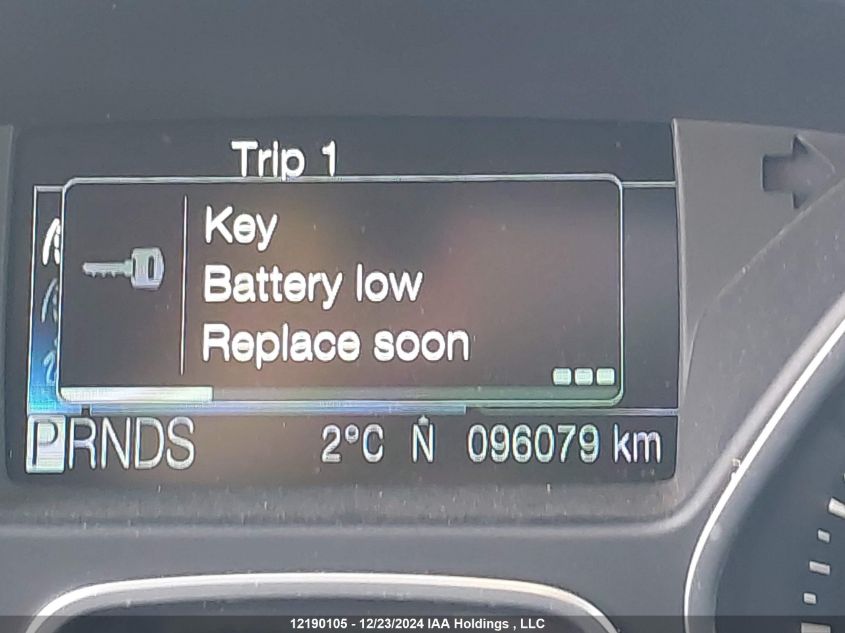 Trip 1
Key
Battery low
Replace soon
PRNDS 2°C N 096079 km
12190105 - 12/23/2024 IAA Holdings , LLC